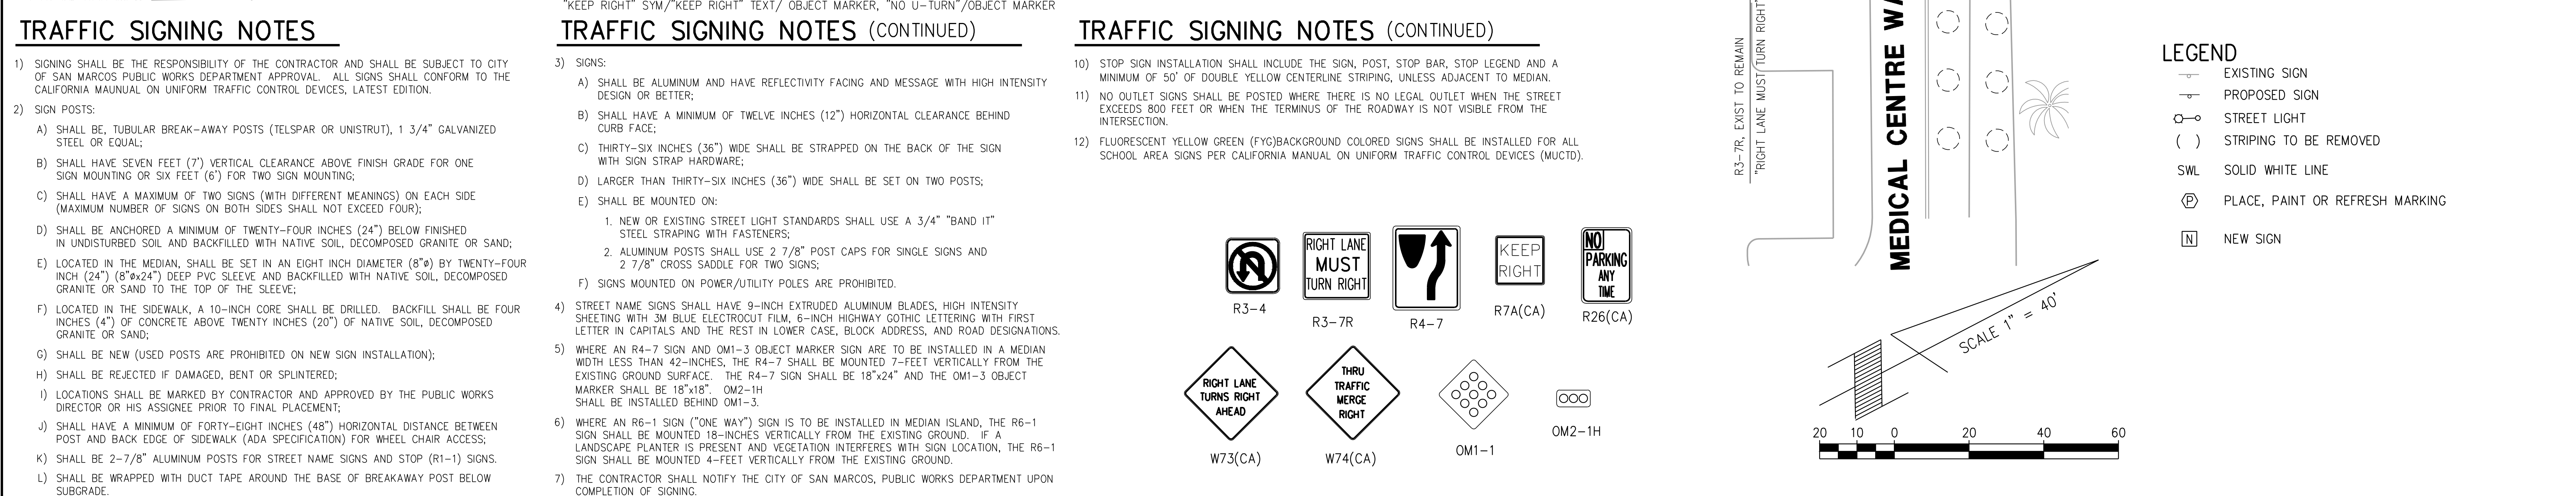 "KEEP RIGHT" SYM/"KEEP RIGHT" TEXT/ OBJECT MARKER, "NO U-TURN"/OBJECT MARKER
TRAFFIC SIGNING NOTES
1) SIGNING SHALL BE THE RESPONSIBILITY OF THE CONTRACTOR AND SHALL BE SUBJECT TO CITY
OF SAN MARCOS PUBLIC WORKS DEPARTMENT APPROVAL. ALL SIGNS SHALL CONFORM TO THE
CALIFORNIA MAUNUAL ON UNIFORM TRAFFIC CONTROL DEVICES, LATEST EDITION.
2) SIGN POSTS:
A) SHALL BE, TUBULAR BREAK-AWAY POSTS (TELSPAR OR UNISTRUT), 1 3/4" GALVANIZED
STEEL OR EQUAL;
B) SHALL HAVE SEVEN FEET (7') VERTICAL CLEARANCE ABOVE FINISH GRADE FOR ONE
SIGN MOUNTING OR SIX FEET (6') FOR TWO SIGN MOUNTING;
C) SHALL HAVE A MAXIMUM OF TWO SIGNS (WITH DIFFERENT MEANINGS) ON EACH SIDE
(MAXIMUM NUMBER OF SIGNS ON BOTH SIDES SHALL NOT EXCEED FOUR);
D) SHALL BE ANCHORED A MINIMUM OF TWENTY-FOUR INCHES (24") BELOW FINISHED
IN UNDISTURBED SOIL AND BACKFILLED WITH NATIVE SOIL, DECOMPOSED GRANITE OR SAND;
E) LOCATED IN THE MEDIAN, SHALL BE SET IN AN EIGHT INCH DIAMETER (8"ø) BY TWENTY-FOUR
INCH (24") (8"øx24") DEEP PVC SLEEVE AND BACKFILLED WITH NATIVE SOIL, DECOMPOSED
GRANITE OR SAND TO THE TOP OF THE SLEEVE;
F) LOCATED IN THE SIDEWALK, A 10-INCH CORE SHALL BE DRILLED. BACKFILL SHALL BE FOUR
INCHES (4") OF CONCRETE ABOVE TWENTY INCHES (20") OF NATIVE SOIL, DECOMPOSED
GRANITE OR SAND;
G) SHALL BE NEW (USED POSTS ARE PROHIBITED ON NEW SIGN INSTALLATION);
H) SHALL BE REJECTED IF DAMAGED, BENT OR SPLINTERED;
I) LOCATIONS SHALL BE MARKED BY CONTRACTOR AND APPROVED BY THE PUBLIC WORKS
DIRECTOR OR HIS ASSIGNEE PRIOR TO FINAL PLACEMENT;
J) SHALL HAVE A MINIMUM OF FORTY-EIGHT INCHES (48") HORIZONTAL DISTANCE BETWEEN
POST AND BACK EDGE OF SIDEWALK (ADA SPECIFICATION) FOR WHEEL CHAIR ACCESS;
K) SHALL BE 2-7/8" ALUMINUM POSTS FOR STREET NAME SIGNS AND STOP (R1-1) SIGNS.
L) SHALL BE WRAPPED WITH DUCT TAPE AROUND THE BASE OF BREAKAWAY POST BELOW
SUBGRADE.
TRAFFIC SIGNING NOTES (CONTINUED)
3) SIGNS:
A) SHALL BE ALUMINUM AND HAVE REFLECTIVITY FACING AND MESSAGE WITH HIGH INTENSITY
DESIGN OR BETTER;
B) SHALL HAVE A MINIMUM OF TWELVE INCHES (12") HORIZONTAL CLEARANCE BEHIND
CURB FACE;
C) THIRTY-SIX INCHES (36") WIDE SHALL BE STRAPPED ON THE BACK OF THE SIGN
WITH SIGN STRAP HARDWARE;
D) LARGER THAN THIRTY-SIX INCHES (36") WIDE SHALL BE SET ON TWO POSTS;
E) SHALL BE MOUNTED ON:
1. NEW OR EXISTING STREET LIGHT STANDARDS SHALL USE A 3/4" "BAND IT"
STEEL STRAPING WITH FASTENERS;
2. ALUMINUM POSTS SHALL USE 2 7/8" POST CAPS FOR SINGLE SIGNS AND
2 7/8" CROSS SADDLE FOR TWO SIGNS;
F) SIGNS MOUNTED ON POWER/UTILITY POLES ARE PROHIBITED.
4) STREET NAME SIGNS SHALL HAVE 9-INCH EXTRUDED ALUMINUM BLADES, HIGH INTENSITY
SHEETING WITH 3M BLUE ELECTROCUT FILM, 6-INCH HIGHWAY GOTHIC LETTERING WITH FIRST
LETTER IN CAPITALS AND THE REST IN LOWER CASE, BLOCK ADDRESS, AND ROAD DESIGNATIONS.
5) WHERE AN R4-7 SIGN AND OM1-3 OBJECT MARKER SIGN ARE TO BE INSTALLED IN A MEDIAN
WIDTH LESS THAN 42-INCHES, THE R4-7 SHALL BE MOUNTED 7-FEET VERTICALLY FROM THE
EXISTING GROUND SURFACE. THE R4-7 SIGN SHALL BE 18"x24" AND THE OM1-3 OBJECT
MARKER SHALL BE 18"x18". OM2-1H
SHALL BE INSTALLED BEHIND OM1-3.
6) WHERE AN R6-1 SIGN ("ONE WAY") SIGN IS TO BE INSTALLED IN MEDIAN ISLAND, THE R6-1
SIGN SHALL BE MOUNTED 18-INCHES VERTICALLY FROM THE EXISTING GROUND. IF A
LANDSCAPE PLANTER IS PRESENT AND VEGETATION INTERFERES WITH SIGN LOCATION, THE R6-1
SIGN SHALL BE MOUNTED 4-FEET VERTICALLY FROM THE EXISTING GROUND.
7) THE CONTRACTOR SHALL NOTIFY THE CITY OF SAN MARCOS, PUBLIC WORKS DEPARTMENT UPON
COMPLETION OF SIGNING.
TRAFFIC SIGNING NOTES (CONTINUED)
10) STOP SIGN INSTALLATION SHALL INCLUDE THE SIGN, POST, STOP BAR, STOP LEGEND AND A
MINIMUM OF 50' OF DOUBLE YELLOW CENTERLINE STRIPING, UNLESS ADJACENT TO MEDIAN.
11) NO OUTLET SIGNS SHALL BE POSTED WHERE THERE IS NO LEGAL OUTLET WHEN THE STREET
EXCEEDS 800 FEET OR WHEN THE TERMINUS OF THE ROADWAY IS NOT VISIBLE FROM THE
INTERSECTION.
12) FLUORESCENT YELLOW GREEN (FYG)BACKGROUND COLORED SIGNS SHALL BE INSTALLED FOR ALL
SCHOOL AREA SIGNS PER CALIFORNIA MANUAL ON UNIFORM TRAFFIC CONTROL DEVICES (MUCTD).
R3-4
RIGHT LANE
MUST
TURN RIGHT
R3-7R
R4-7
KEEP
RIGHT
R7A(CA)
NO
PARKING
ANY
TIME
R26(CA)
RIGHT LANE
TURNS RIGHT
AHEAD
W73(CA)
THRU
TRAFFIC
MERGE
RIGHT
W74(CA)
OM1-1
OM2-1H
R3-7R, EXIST TO REMAIN
"RIGHT LANE MUST TURN RIGHT"
MEDICAL CENTRE WA
SCALE 1" = 40'
20 10 0 20 40 60
LEGEND
EXISTING SIGN
PROPOSED SIGN
STREET LIGHT
( ) STRIPING TO BE REMOVED
SWL SOLID WHITE LINE
P PLACE, PAINT OR REFRESH MARKING
N NEW SIGN